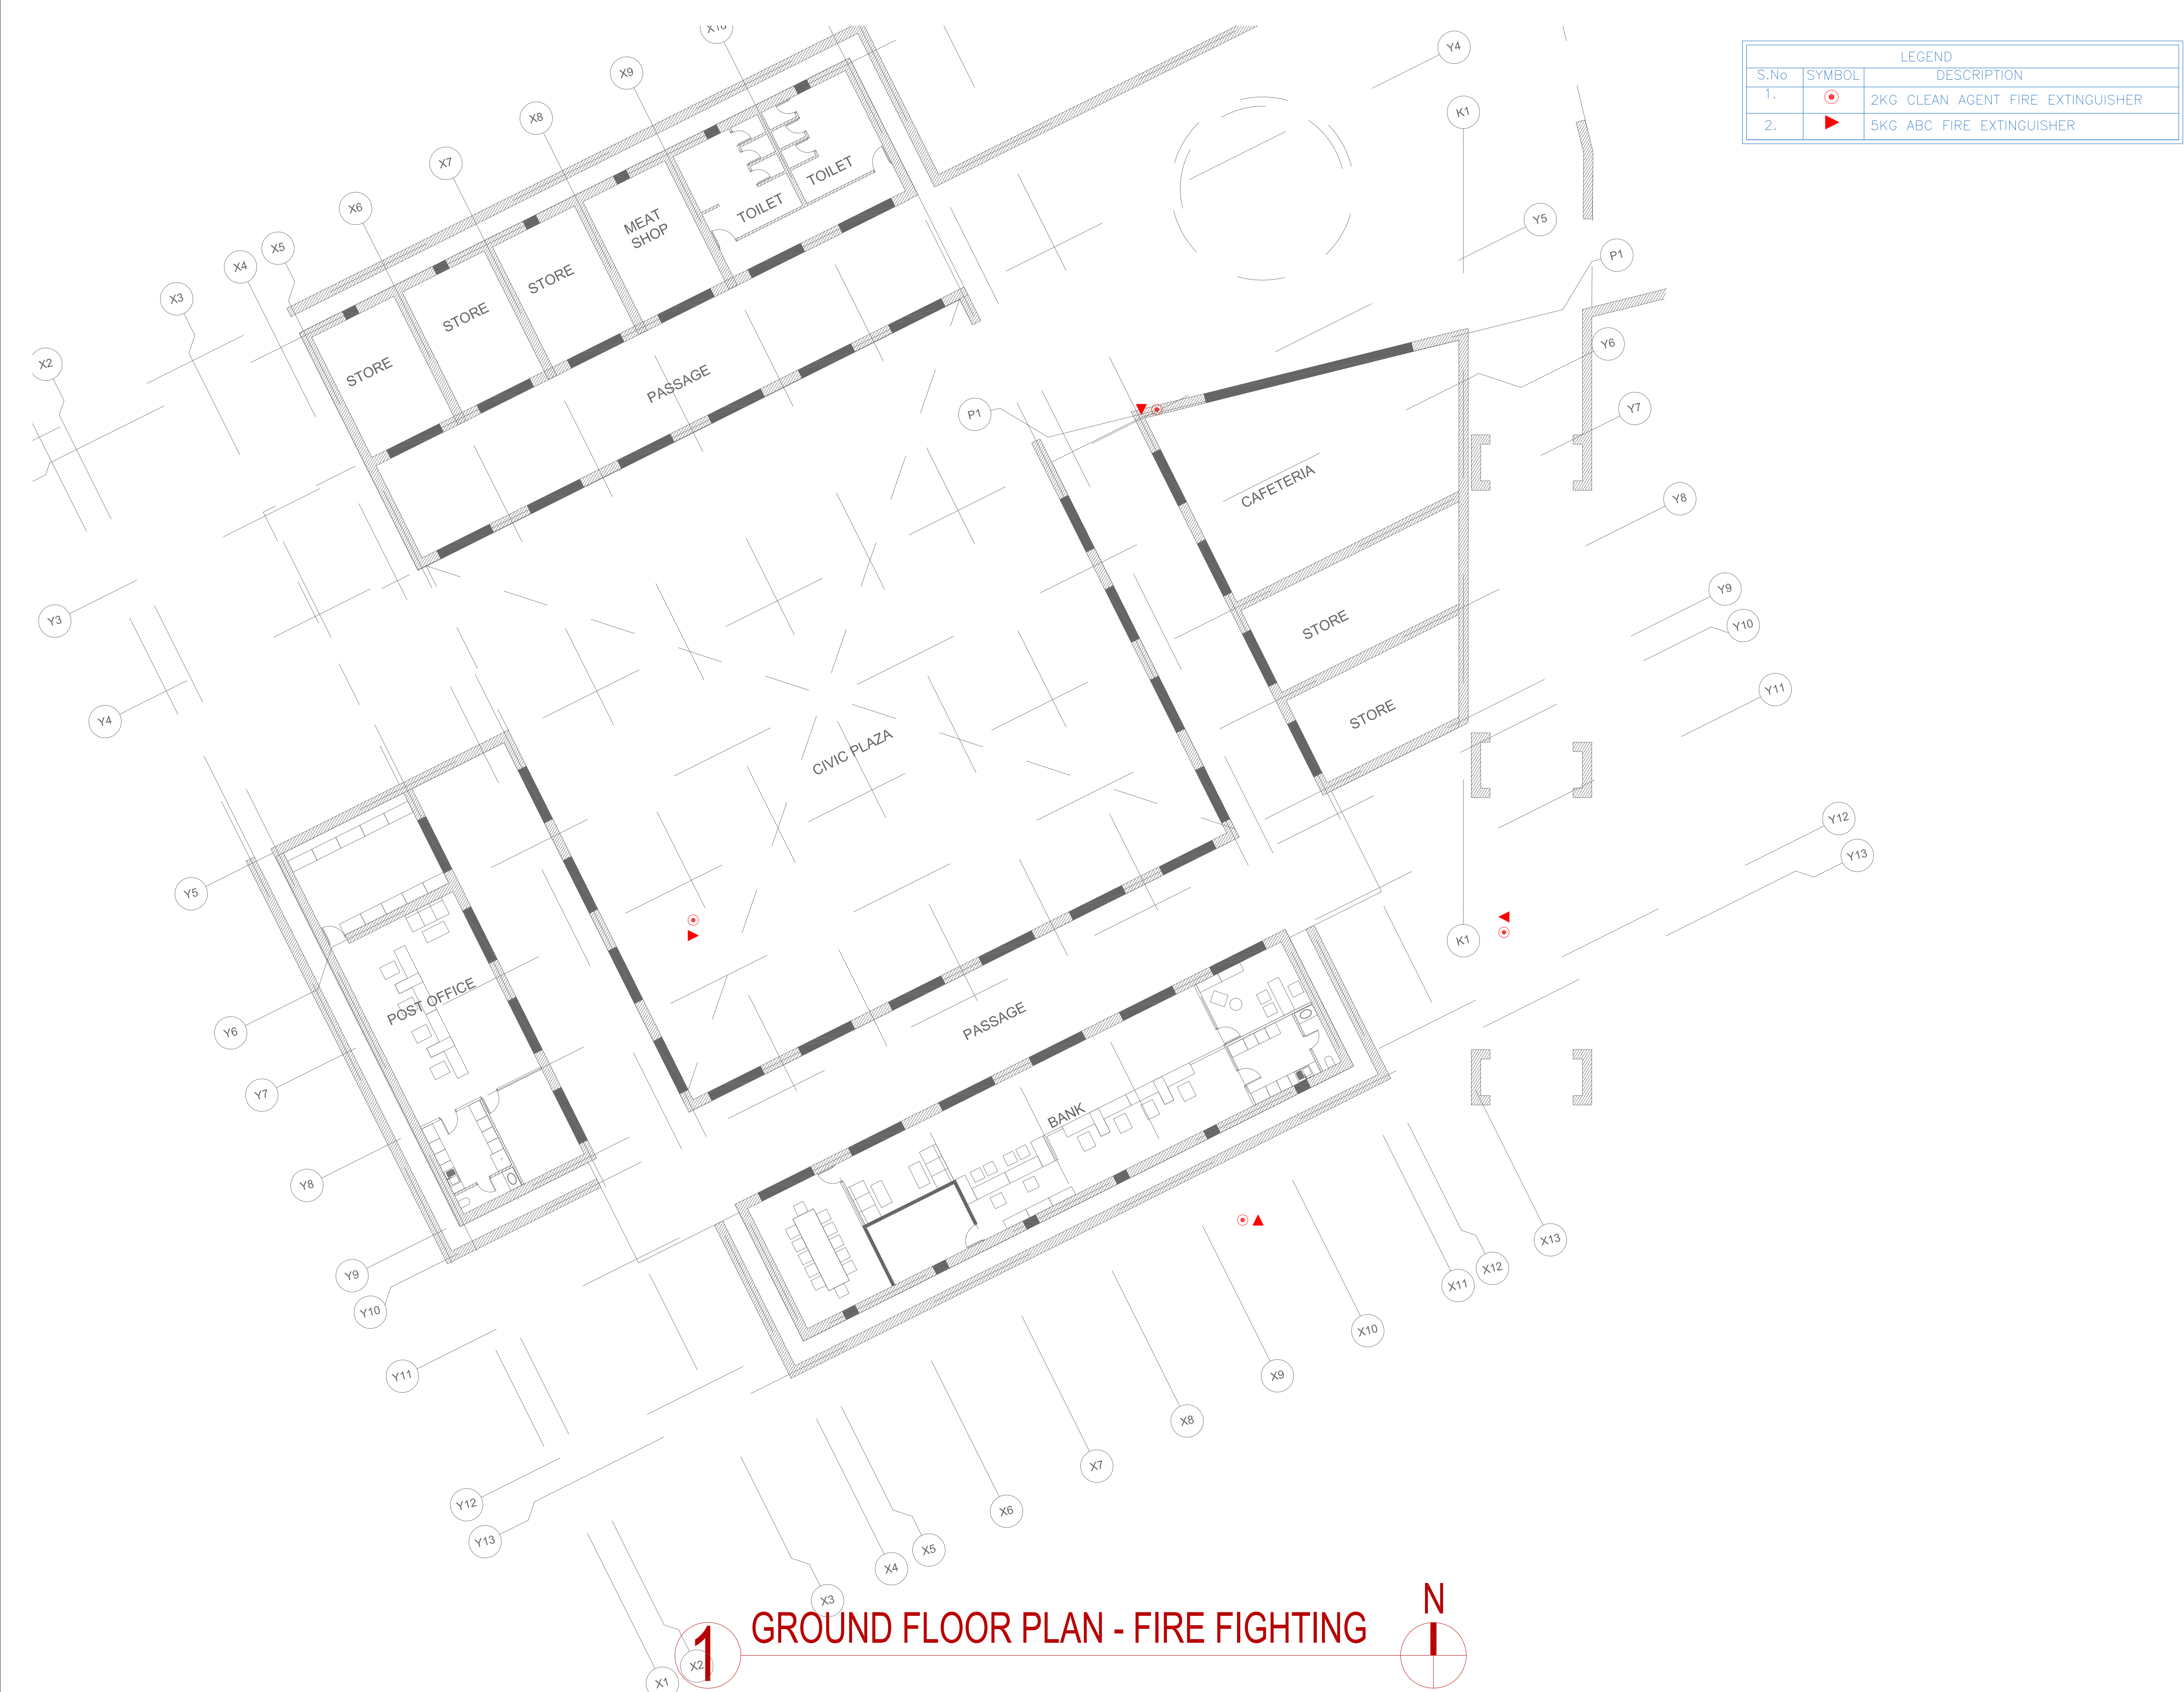 LEGEND
S.No SYMBOL DESCRIPTION
1. 2KG CLEAN AGENT FIRE EXTINGUISHER
2. 5KG ABC FIRE EXTINGUISHER
X10
X9
X8
X7
X6
X5
X4
X3
X2
Y4
K1
Y5
P1
Y6
Y7
Y8
Y9
Y10
Y11
Y12
Y13
TOILET
TOILET
MEAT
SHOP
STORE
STORE
STORE
PASSAGE
P1
CAFETERIA
STORE
STORE
CIVIC PLAZA
Y3
Y4
Y5
Y6
Y7
Y8
Y9
Y10
Y11
Y12
Y13
POST OFFICE
PASSAGE
BANK
K1
X13
X12
X11
X10
X9
X8
X7
X6
X5
X4
X3
X2
X1
1
GROUND FLOOR PLAN - FIRE FIGHTING
N